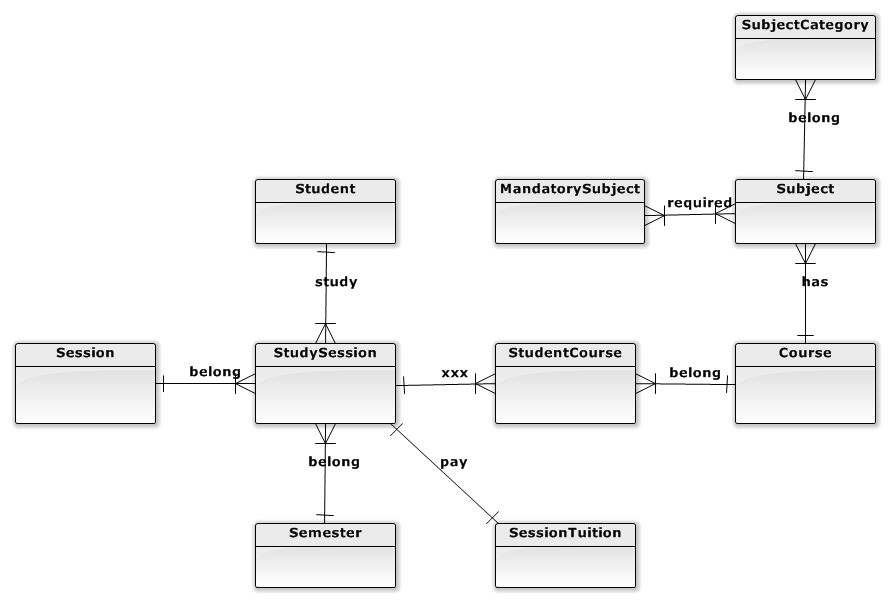 SubjectCategory
belong
Student
MandatorySubject
required
Subject
study
has
Session
belong
StudySession
xxx
StudentCourse
belong
Course
belong
pay
Semester
SessionTuition